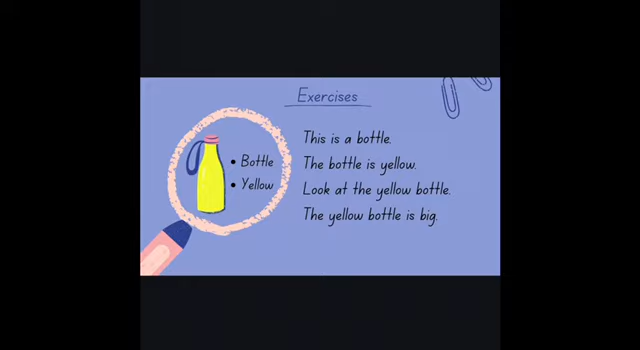 Exercises
• Bottle
• Yellow
This is a bottle.
The bottle is yellow.
Look at the yellow bottle.
The yellow bottle is big.